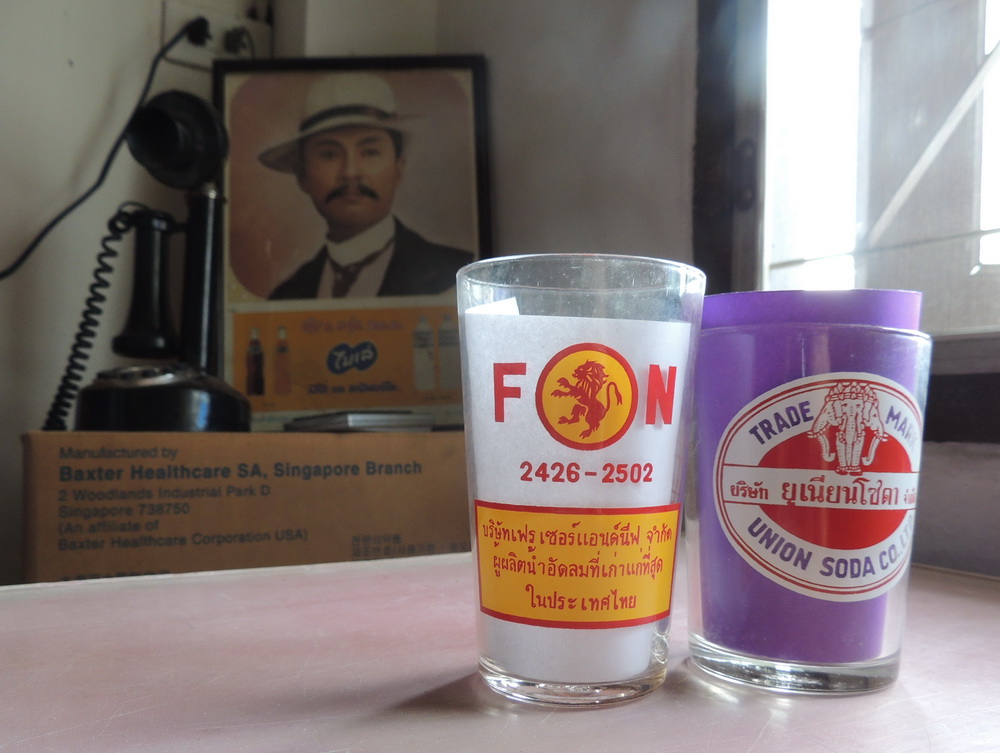 ไบเล่
Manufactured by
Baxter Healthcare SA, Singapore Branch
2 Woodlands Industrial Park D
Singapore 738750
(An affiliate of
Baxter Healthcare Corporation USA)
F N
2426-2502
บริษัทเฟรเซอร์แอนด์นีฟ จำกัด
ผู้ผลิตน้ำอัดลมที่เก่าแก่ที่สุด
ในประเทศไทย
TRADE MARK
บริษัท ยูเนียนโซดา จำกัด
UNION SODA CO.LTD